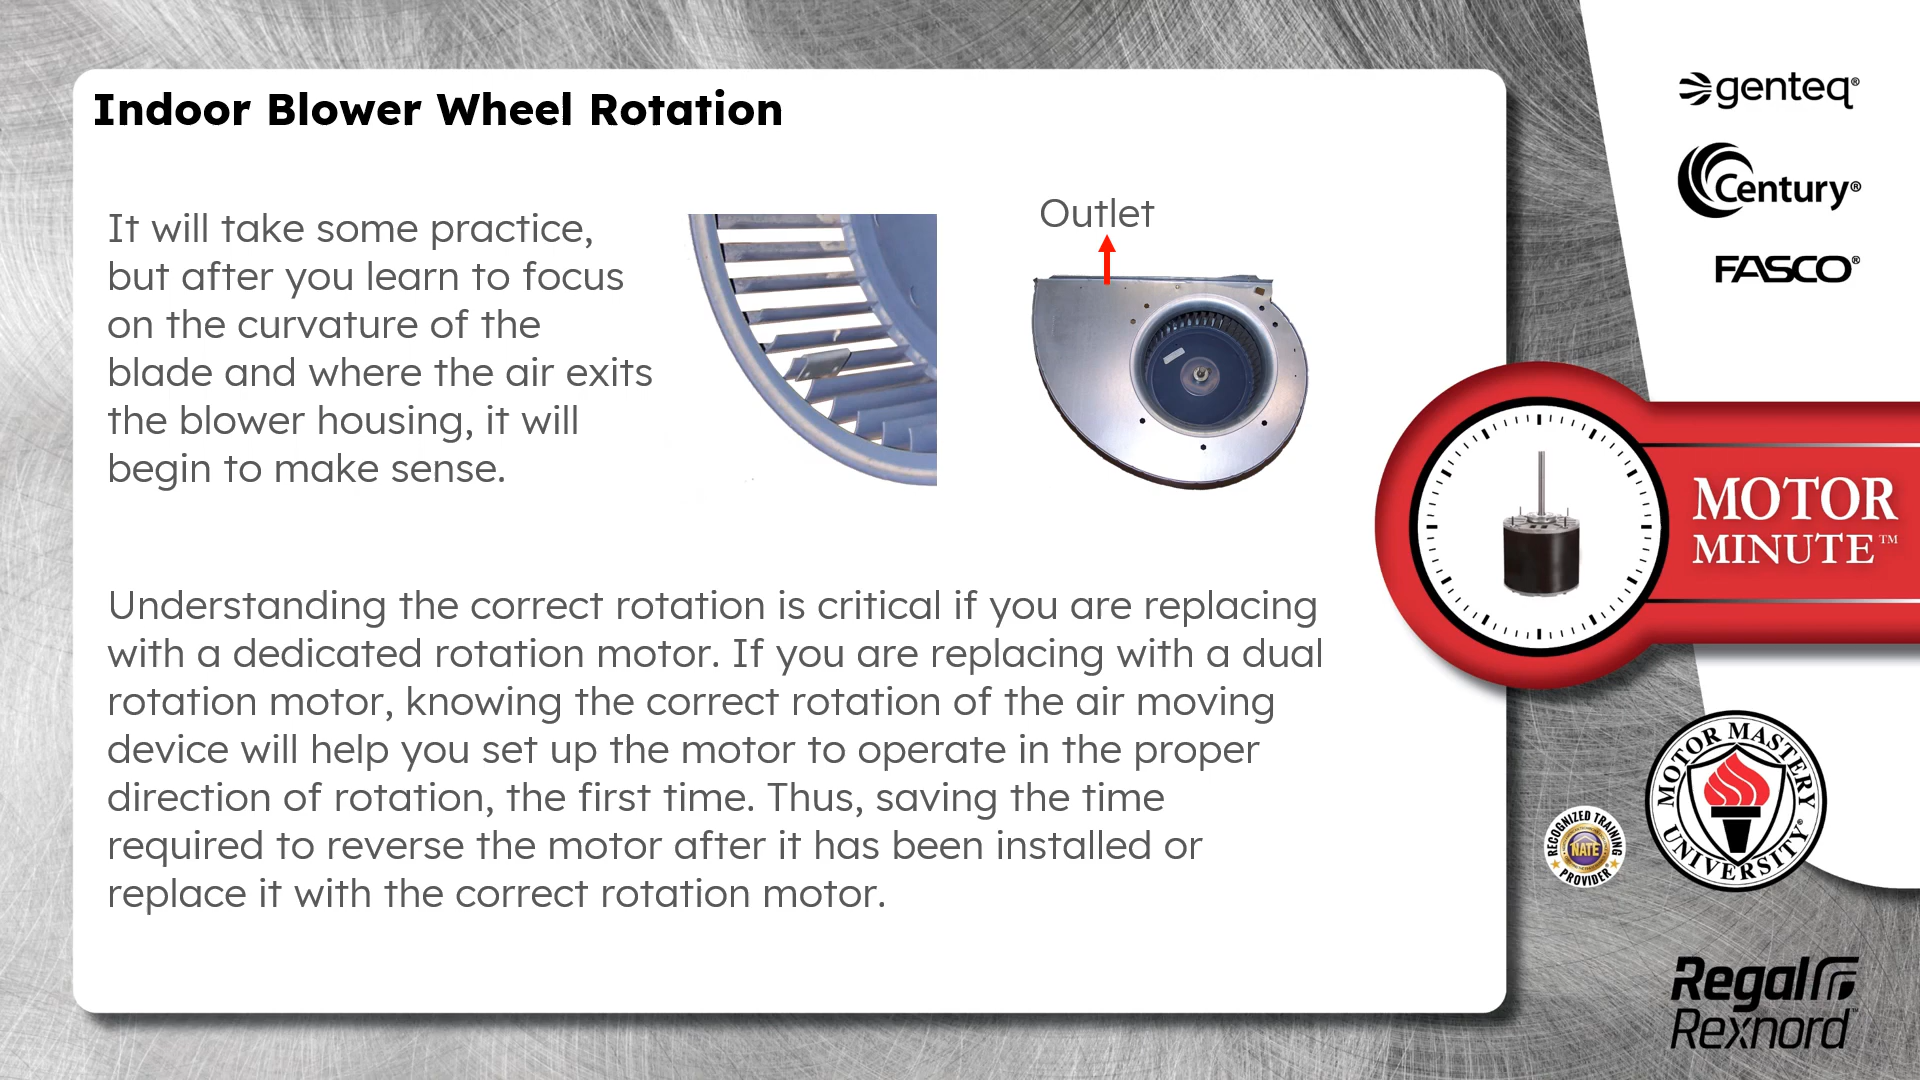 Indoor Blower Wheel Rotation
It will take some practice,
but after you learn to focus
on the curvature of the
blade and where the air exits
the blower housing, it will
begin to make sense.
Outlet
Understanding the correct rotation is critical if you are replacing
with a dedicated rotation motor. If you are replacing with a dual
rotation motor, knowing the correct rotation of the air moving
device will help you set up the motor to operate in the proper
direction of rotation, the first time. Thus, saving the time
required to reverse the motor after it has been installed or
replace it with the correct rotation motor.
genteq®
Century®
FASCO®
MOTOR
MINUTE™
MOTOR MASTERY
UNIVERSITY®
RECOGNIZED TRAINING
NATE
PROVIDER
Regal
Rexnord